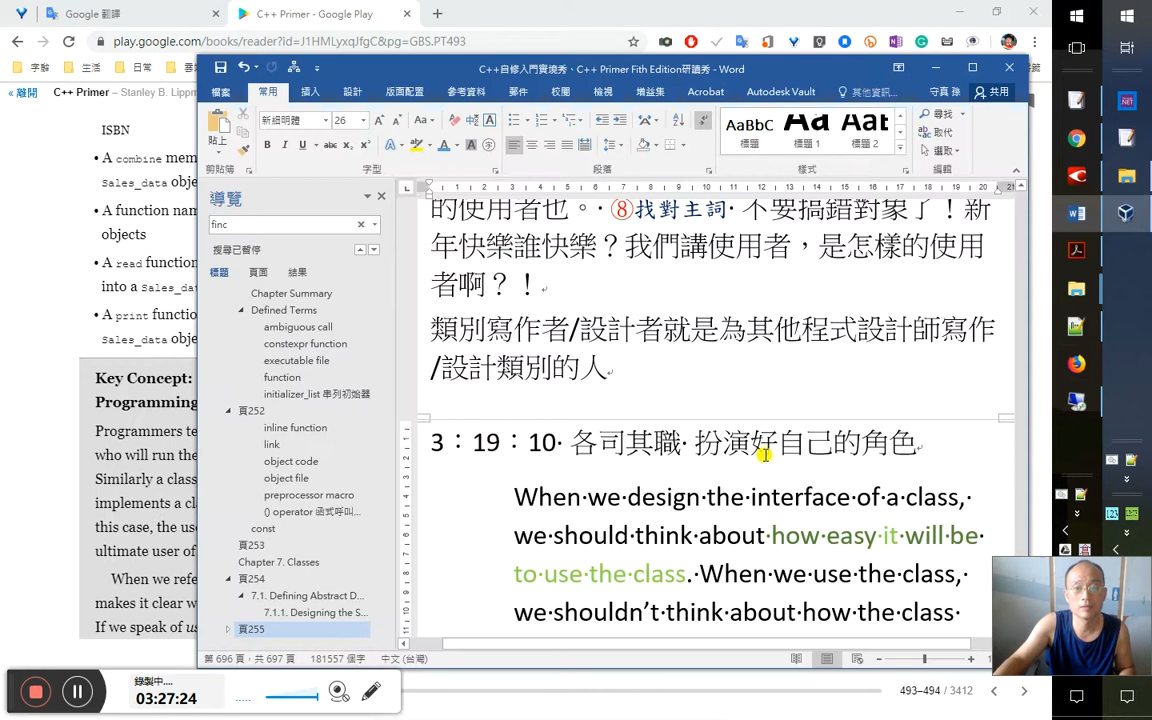 Google 翻譯
C++ Primer - Google Play
play.google.com/books/reader?id=J1HMLyxqJfgC&pg=GBS.PT493
字辭
生活
日常
« 離開
C++ Primer – Stanley B. Lippm
ISBN
• A combine mem
Sales_data obje
• A function nam
objects
• A read function
into a Sales_da
• A print functio
Sales_data obje
Key Concept:
Programming
Programmers te
who will run the
Similarly a class
implements a cl
this case, the us
ultimate user of
When we refe
makes it clear w
If we speak of us
C++自修入門實境秀、C++ Primer Fith Edition研讀秀 - Word
檔案
常用
插入
設計
版面配置
參考資料
郵件
校閱
檢視
增益集
Acrobat
Autodesk Vault
其他資訊...
守真 孫
共用
貼上
新細明體
26
剪貼簿
字型
段落
樣式
AaBbC
標題
Aa
標題 1
AaE
標題 2
尋找
取代
選取
編輯
導覽
finc
搜尋已暫停
標題
頁面
結果
Chapter Summary
Defined Terms
ambiguous call
constexpr function
executable file
function
initializer_list 串列初始器
頁252
inline function
link
object code
object file
preprocessor macro
() operator 函式呼叫...
const
頁253
Chapter 7. Classes
頁254
7.1. Defining Abstract D...
7.1.1. Designing the S...
頁255
的使用者也。 ⑧找對主詞 不要搞錯對象了！新
年快樂誰快樂？我們講使用者，是怎樣的使用
者啊？！
類別寫作者/設計者就是為其他程式設計師寫作
/設計類別的人
3：19：10 各司其職 扮演好自己的角色
When we design the interface of a class,
we should think about how easy it will be
to use the class. When we use the class,
we shouldn’t think about how the class
第 696 頁，共 697 頁
181557 個字
中文 (台灣)
錄製中...
03:27:24
493–494 / 3412